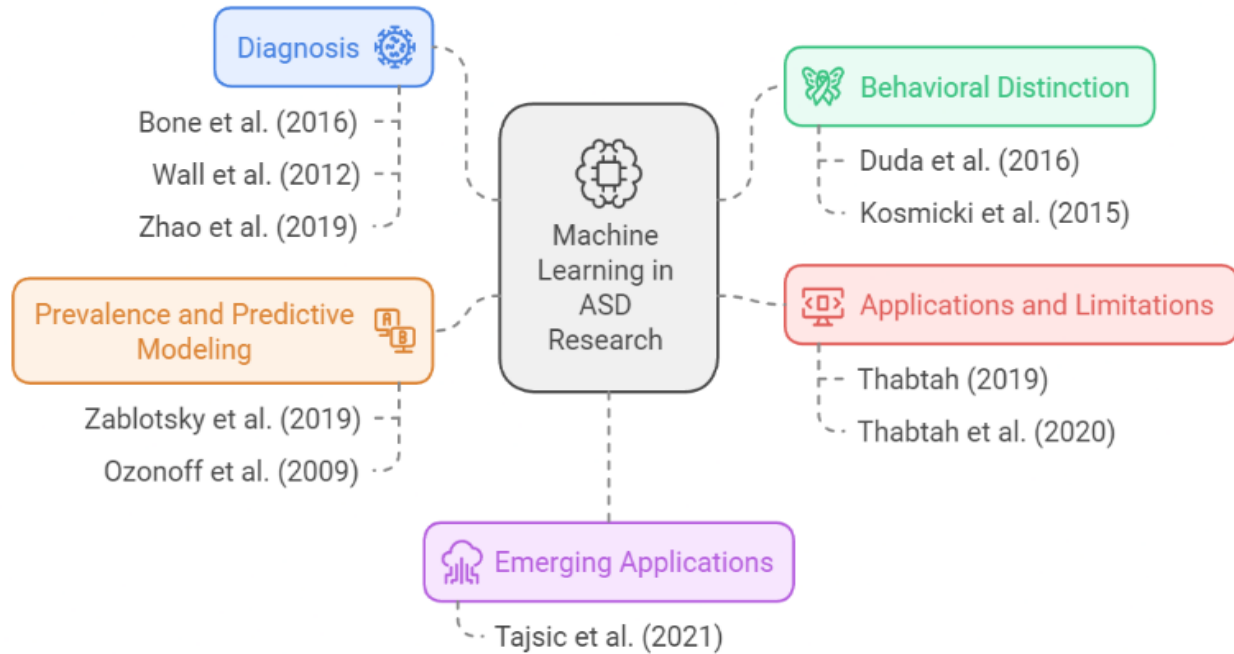 Diagnosis
Bone et al. (2016)
Wall et al. (2012)
Zhao et al. (2019)
Prevalence and Predictive
Modeling
A
B
Zablotsky et al. (2019)
Ozonoff et al. (2009)
Machine
Learning in
ASD
Research
Behavioral Distinction
Duda et al. (2016)
Kosmicki et al. (2015)
Applications and Limitations
Thabtah (2019)
Thabtah et al. (2020)
Emerging Applications
Tajsic et al. (2021)